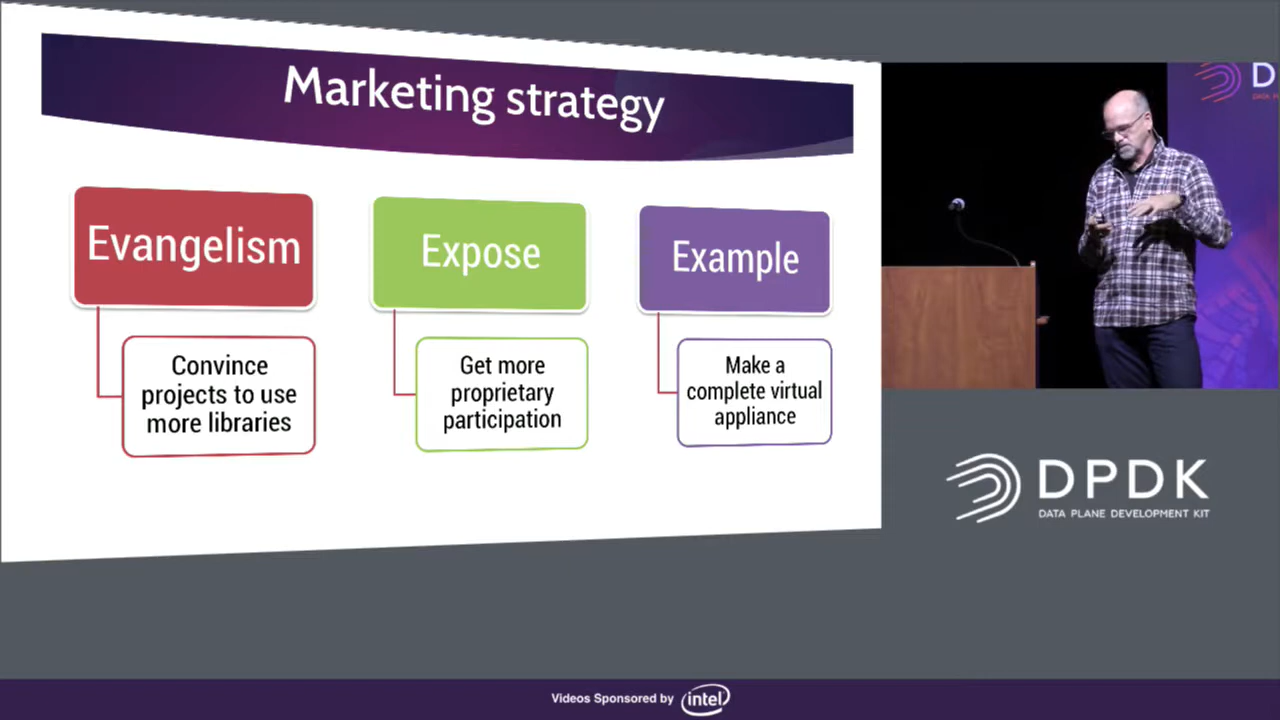 Marketing strategy
Evangelism
Expose
Example
Convince
projects to use
more libraries
Get more
proprietary
participation
Make a
complete virtual
appliance
D
DPDK
DATA PLANE DEVELOPMENT KIT
Videos Sponsored by intel